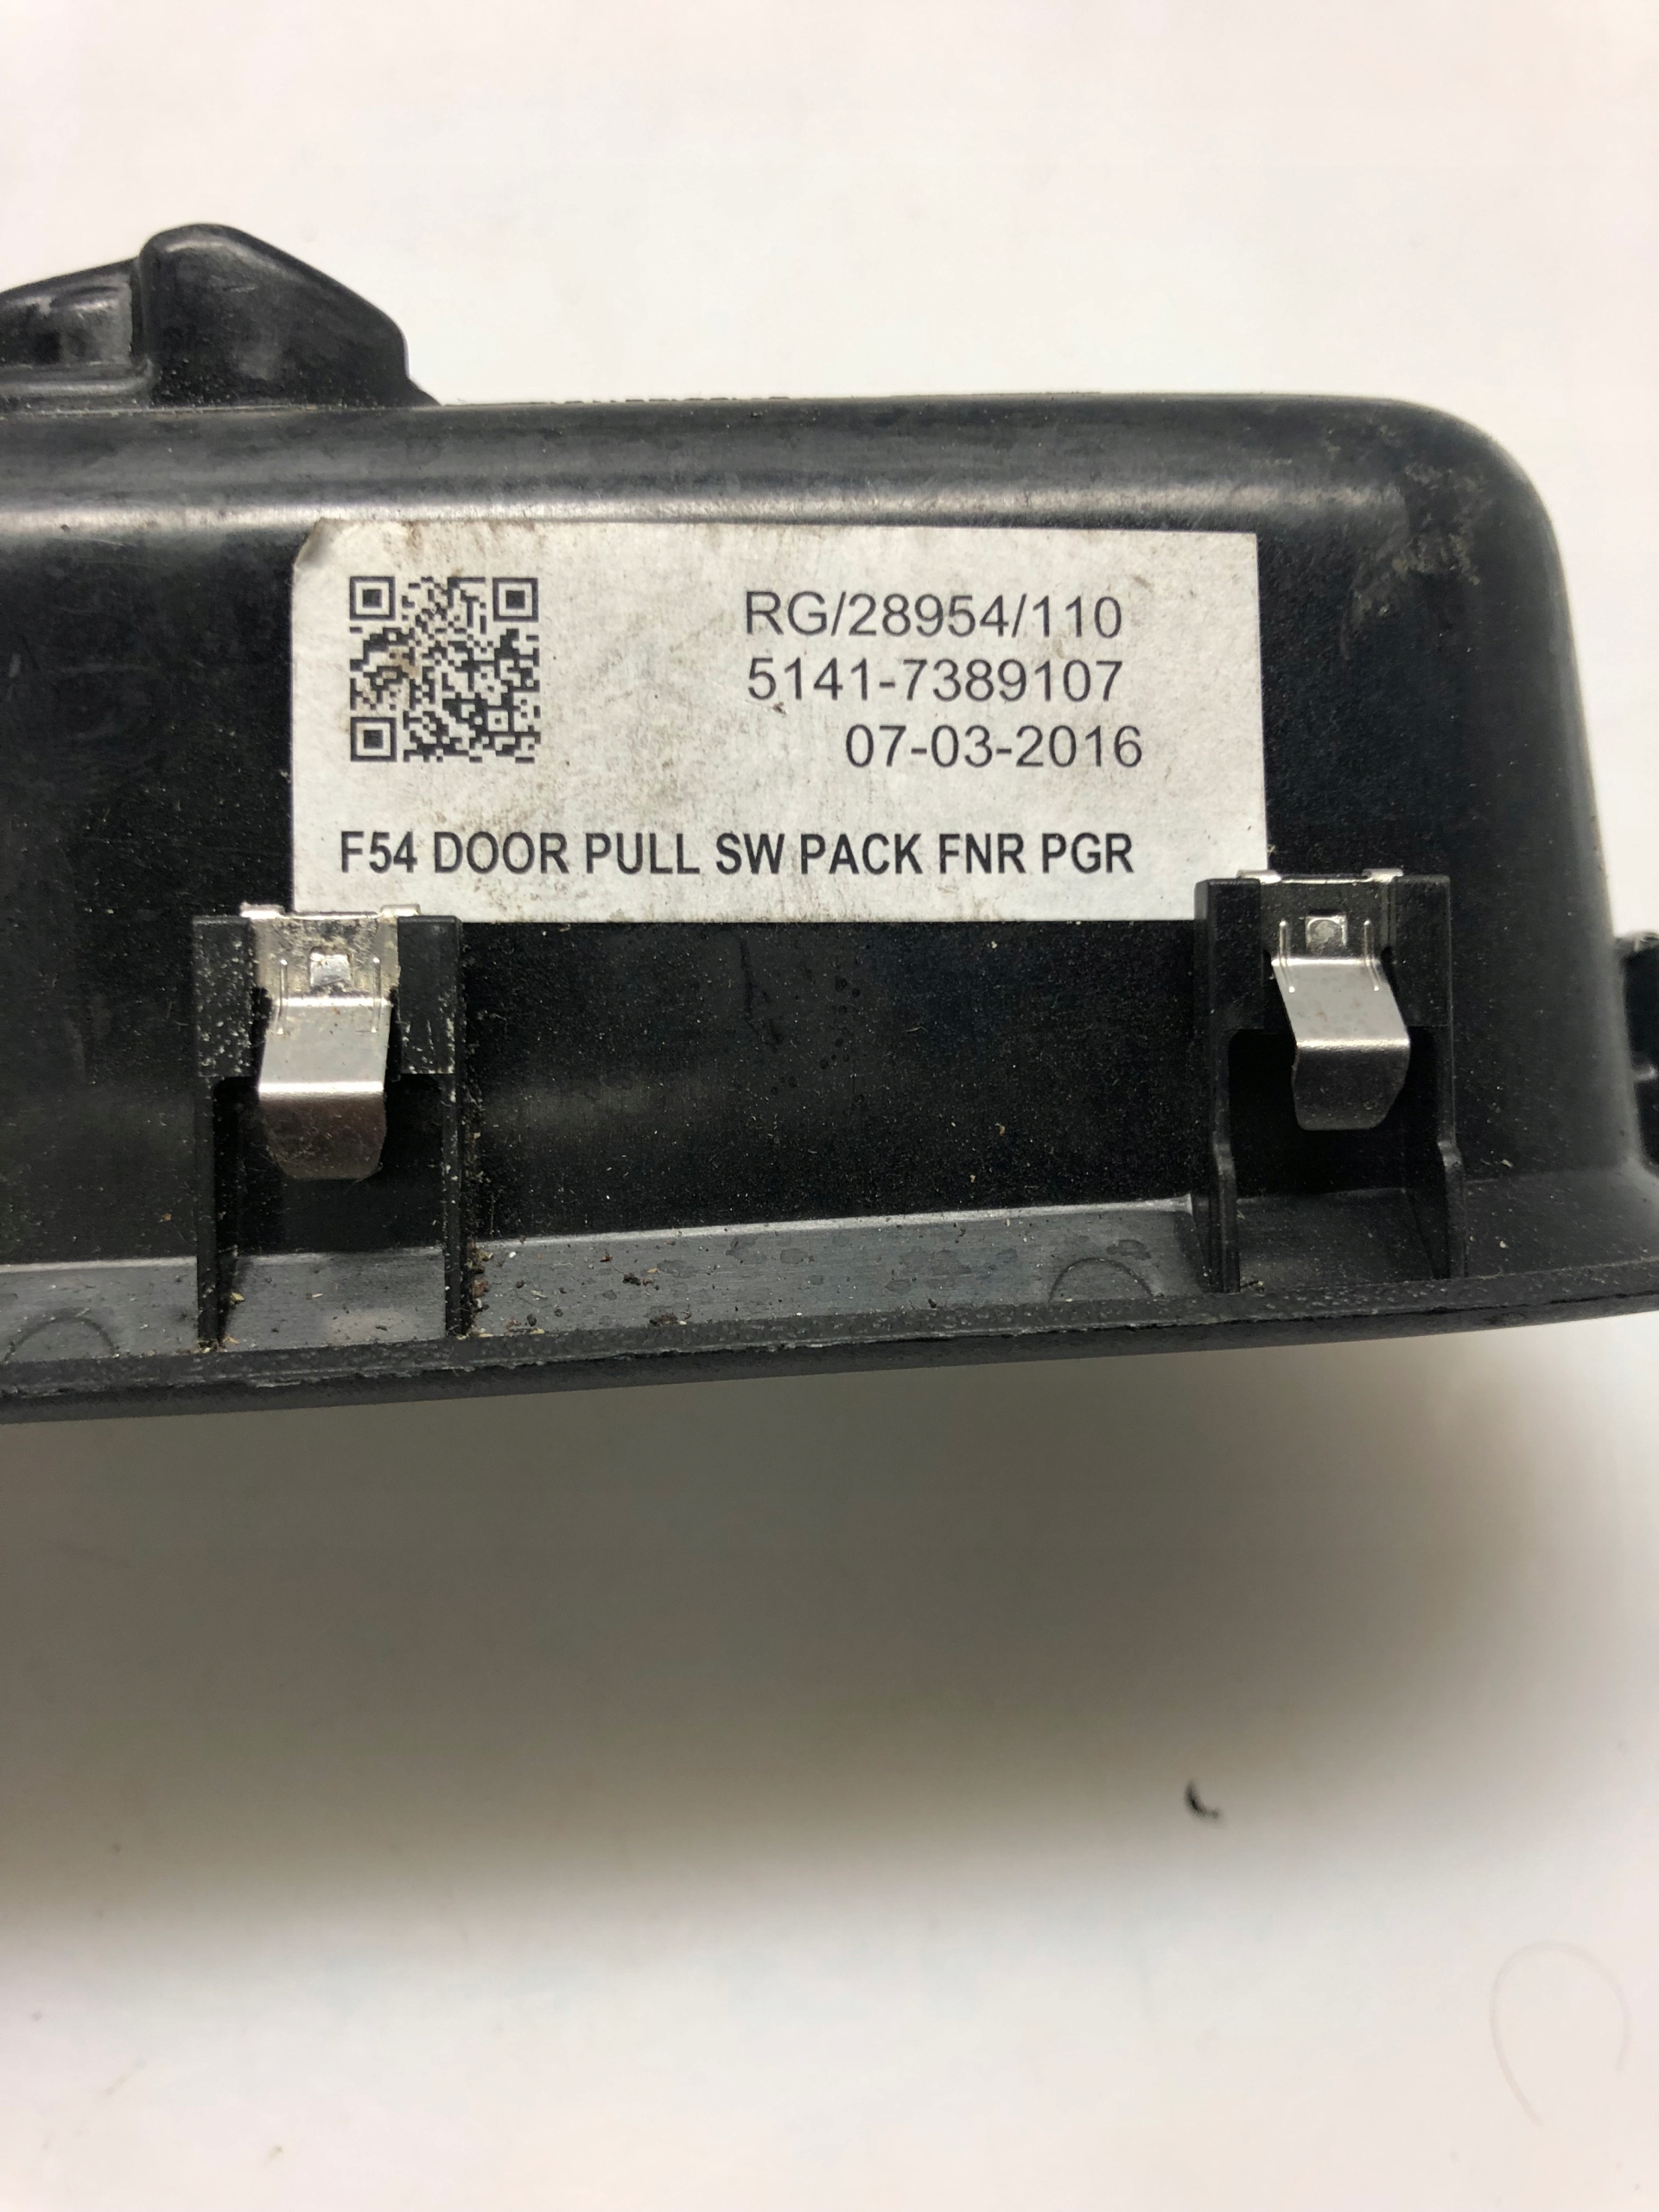 RG/28954/110
5141-7389107
07-03-2016
F54 DOOR PULL SW PACK FNR PGR